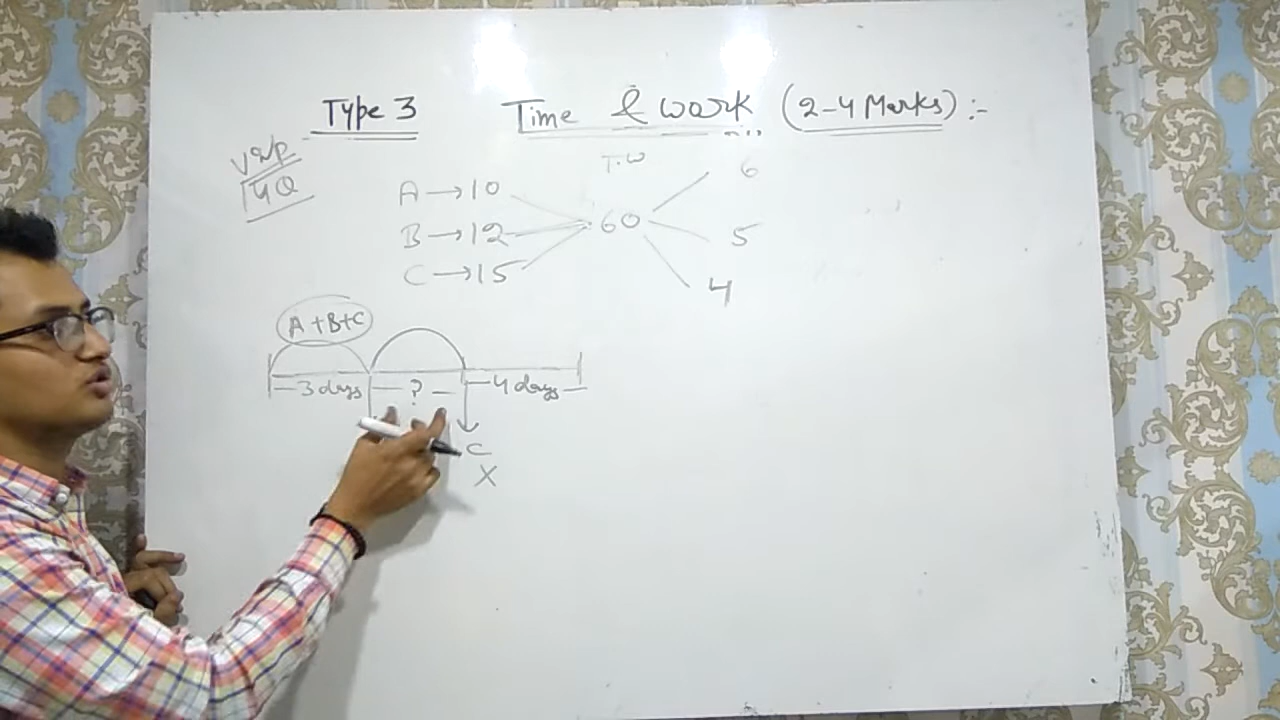 Type 3 Time & work (2-4 Marks) :-
VIP
4Q
T.W
A → 10
B → 12
C → 15
60
6
5
4
A+B+C
3 days ? 4 days
C
X